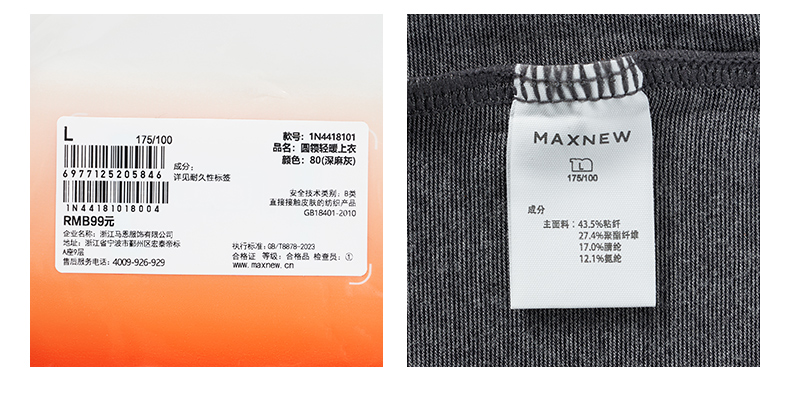 L
175/100
6977125205846
1N44181018004
RMB99元
企业名称: 浙江马恩服饰有限公司
地址: 浙江省宁波市鄞州区宏泰帝标
A座9层
售后服务电话: 4009-926-929
成分:
详见耐久性标签
款号: 1N4418101
品名: 圆领轻暖上衣
颜色: 80(深麻灰)
安全技术类别: B类
直接接触皮肤的纺织产品
GB18401-2010
执行标准: GB/T8878-2023
合格证 等级: 合格品 检查员: ①
www.maxnew.cn
MAXNEW
L
175/100
成分
主面料: 43.5%粘纤
27.4%聚酯纤维
17.0%腈纶
12.1%氨纶